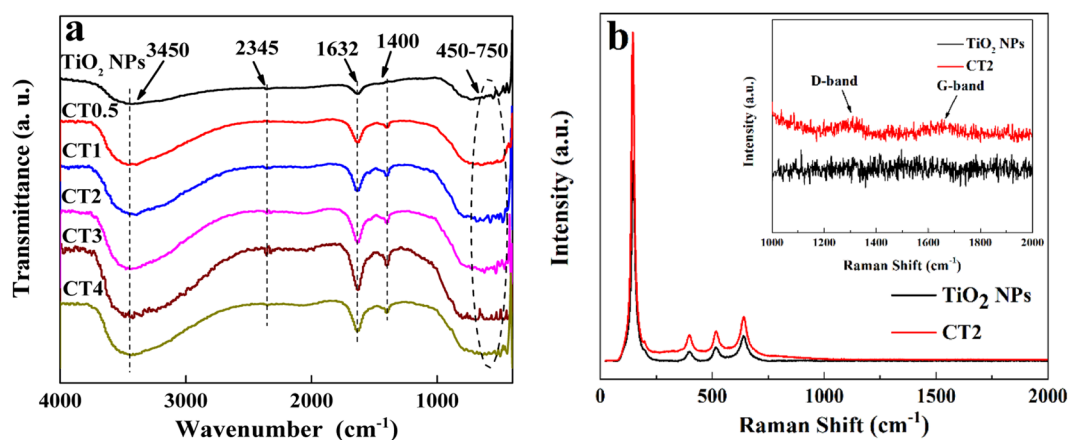 a
TiO2 NPs
3450
2345
1632
1400
450-750
CT0.5
CT1
CT2
CT3
CT4
Transmittance (a. u.)
4000 3000 2000 1000
Wavenumber (cm-1)
b
TiO2 NPs
CT2
D-band
G-band
Intensity (a.u.)
1000 1200 1400 1600 1800 2000
Raman Shift (cm-1)
TiO2 NPs
CT2
Intensity (a.u.)
0 500 1000 1500 2000
Raman Shift (cm-1)